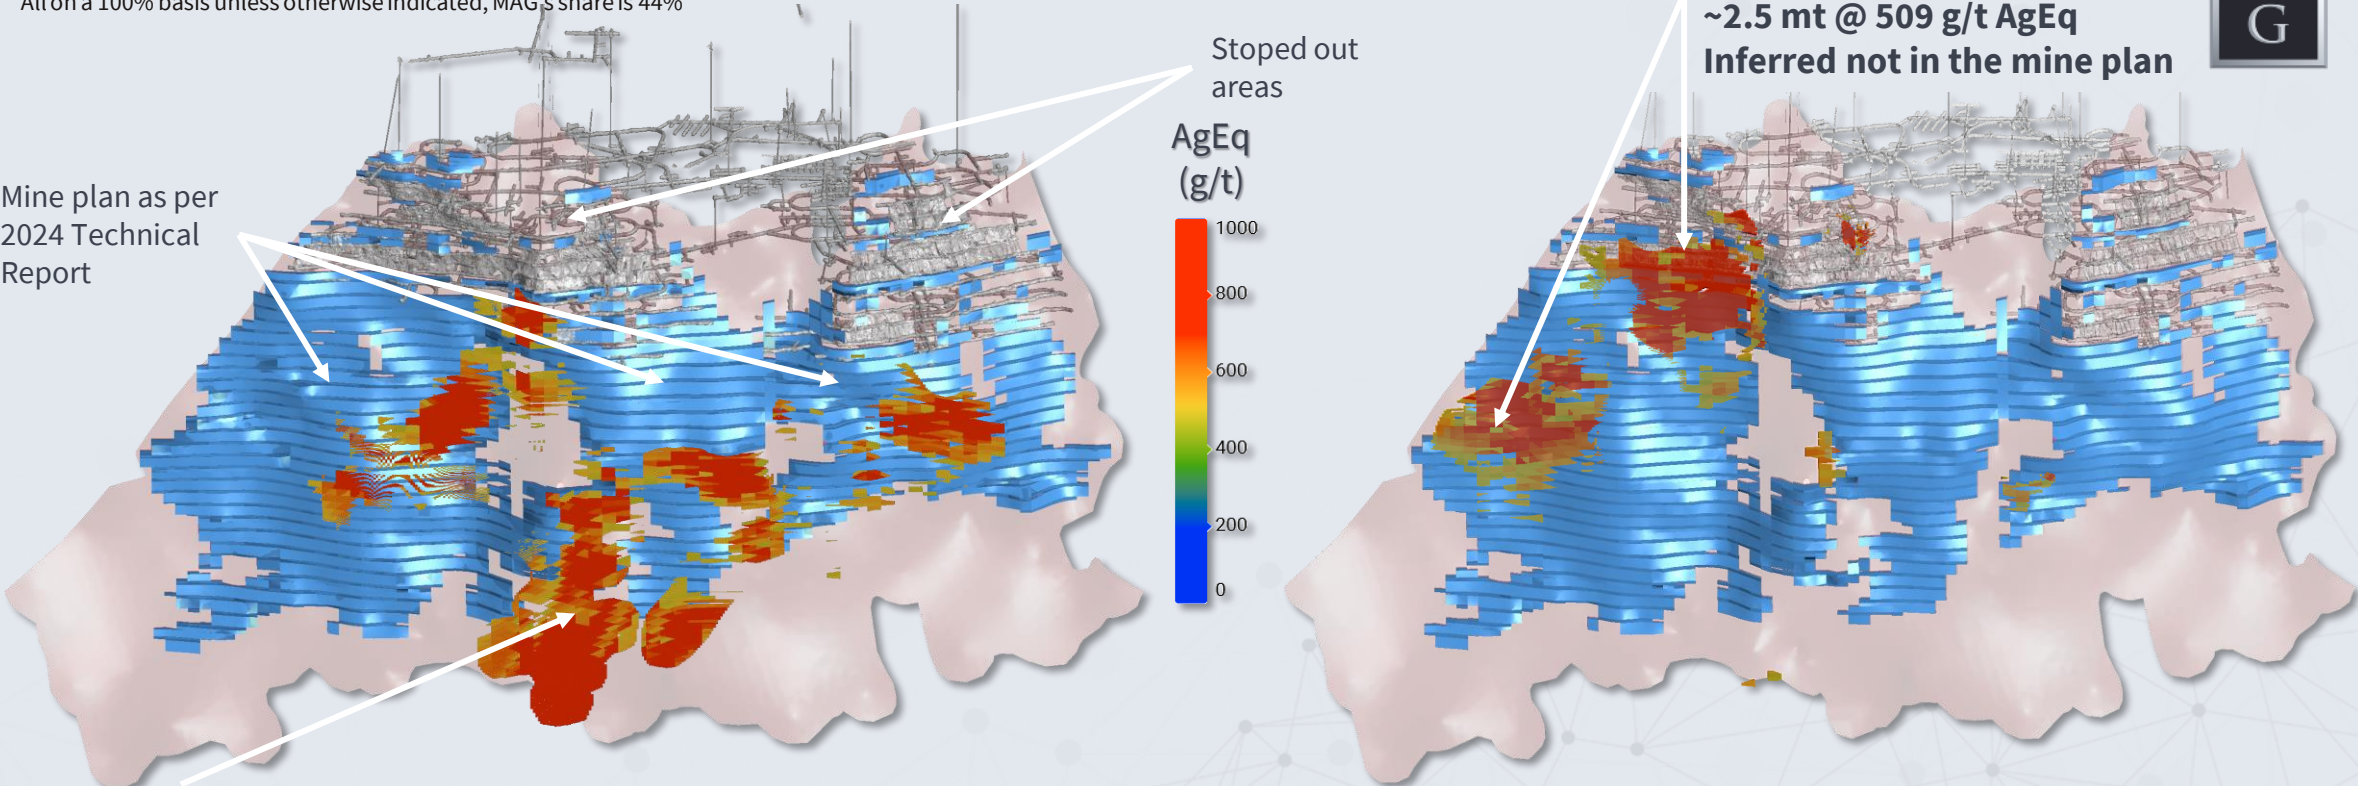 All on a 100% basis unless otherwise indicated, MAG's share is 44%
~2.5 mt @ 509 g/t AgEq
Inferred not in the mine plan
G
Stoped out
areas
Mine plan as per
2024 Technical
Report
AgEq
(g/t)
1000
800
600
400
200
0